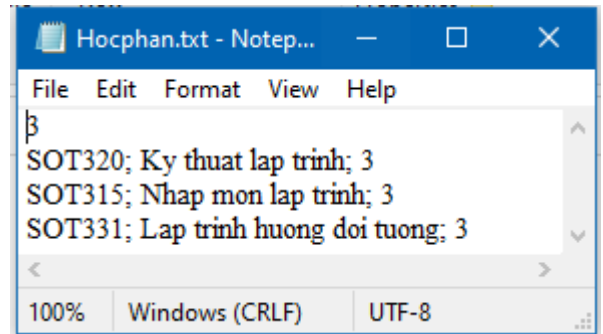 Hocphan.txt - Notep...
File Edit Format View Help
3
SOT320; Ky thuat lap trinh; 3
SOT315; Nhap mon lap trinh; 3
SOT331; Lap trinh huong doi tuong; 3
100% Windows (CRLF) UTF-8